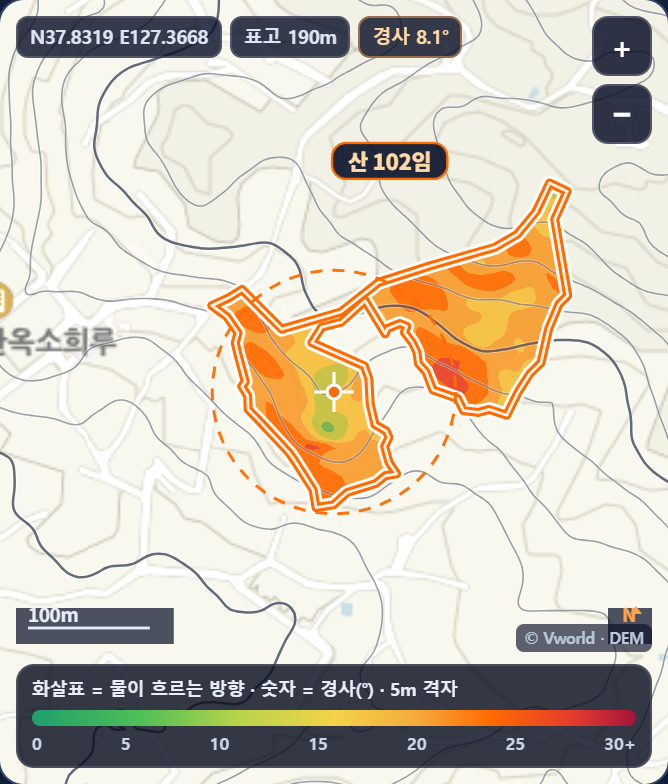 N37.8319 E127.3668
표고 190m
경사 8.1°
+
−
산 102임
한옥소희루
100m
N
© Vworld · DEM
화살표 = 물이 흐르는 방향 · 숫자 = 경사(°) · 5m 격자
0 5 10 15 20 25 30+